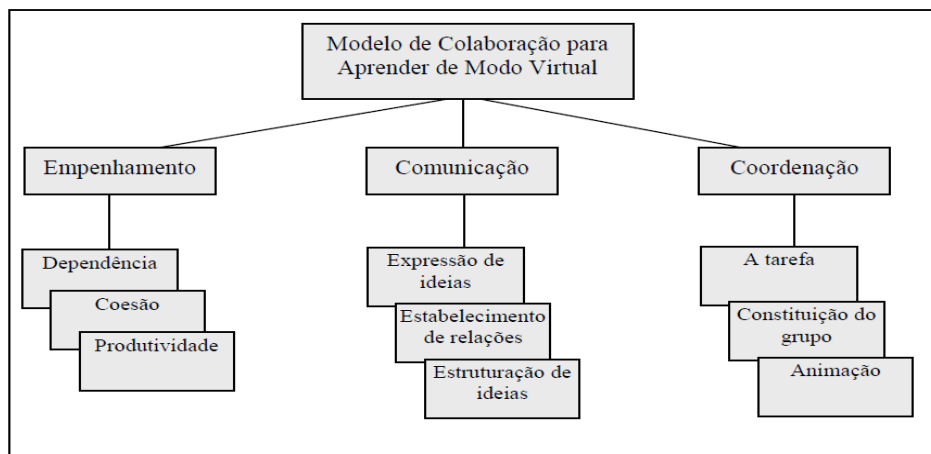 Modelo de Colaboração para
Aprender de Modo Virtual
Empenhamento
Comunicação
Coordenação
Dependência
Coesão
Produtividade
Expressão de
ideias
Estabelecimento
de relações
Estruturação de
ideias
A tarefa
Constituição do
grupo
Animação